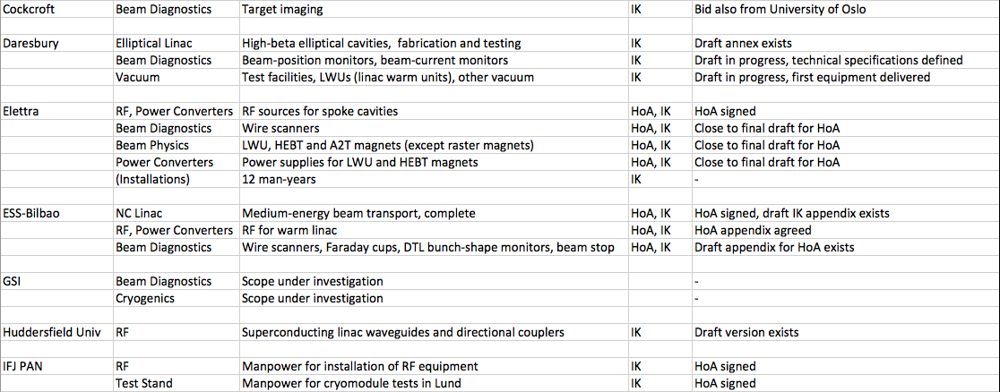 Cockcroft Beam Diagnostics Target imaging IK Bid also from University of Oslo
Daresbury Elliptical Linac High-beta elliptical cavities, fabrication and testing IK Draft annex exists
Beam Diagnostics Beam-position monitors, beam-current monitors IK Draft in progress, technical specifications defined
Vacuum Test facilities, LWUs (linac warm units), other vacuum IK Draft in progress, first equipment delivered
Elettra RF, Power Converters RF sources for spoke cavities HoA, IK HoA signed
Beam Diagnostics Wire scanners HoA, IK Close to final draft for HoA
Beam Physics LWU, HEBT and A2T magnets (except raster magnets) HoA, IK Close to final draft for HoA
Power Converters Power supplies for LWU and HEBT magnets HoA, IK Close to final draft for HoA
(Installations) 12 man-years IK -
ESS-Bilbao NC Linac Medium-energy beam transport, complete HoA, IK HoA signed, draft IK appendix exists
RF, Power Converters RF for warm linac HoA, IK HoA appendix agreed
Beam Diagnostics Wire scanners, Faraday cups, DTL bunch-shape monitors, beam stop HoA, IK Draft appendix for HoA exists
GSI Beam Diagnostics Scope under investigation -
Cryogenics Scope under investigation -
Huddersfield Univ RF Superconducting linac waveguides and directional couplers IK Draft version exists
IFJ PAN RF Manpower for installation of RF equipment IK HoA signed
Test Stand Manpower for cryomodule tests in Lund IK HoA signed